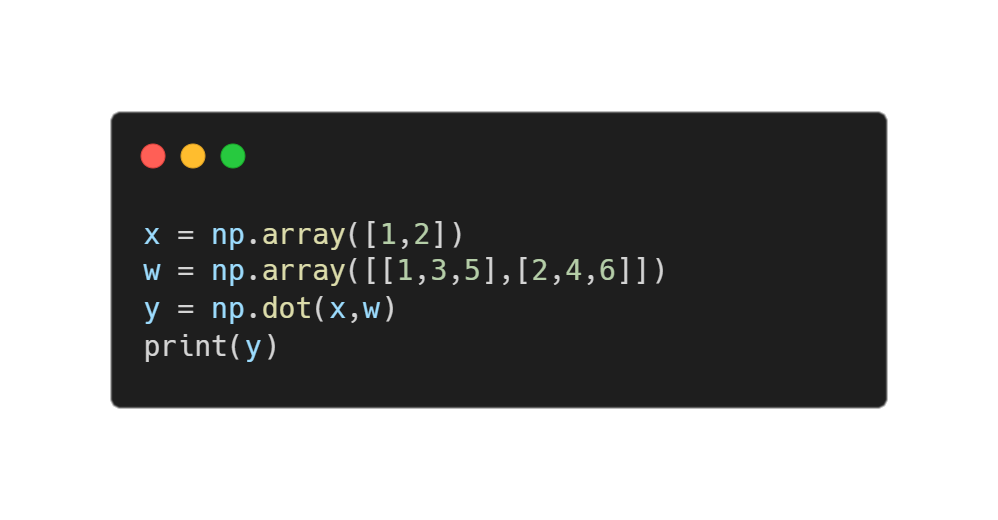 x = np.array([1,2])
w = np.array([[1,3,5],[2,4,6]])
y = np.dot(x,w)
print(y)